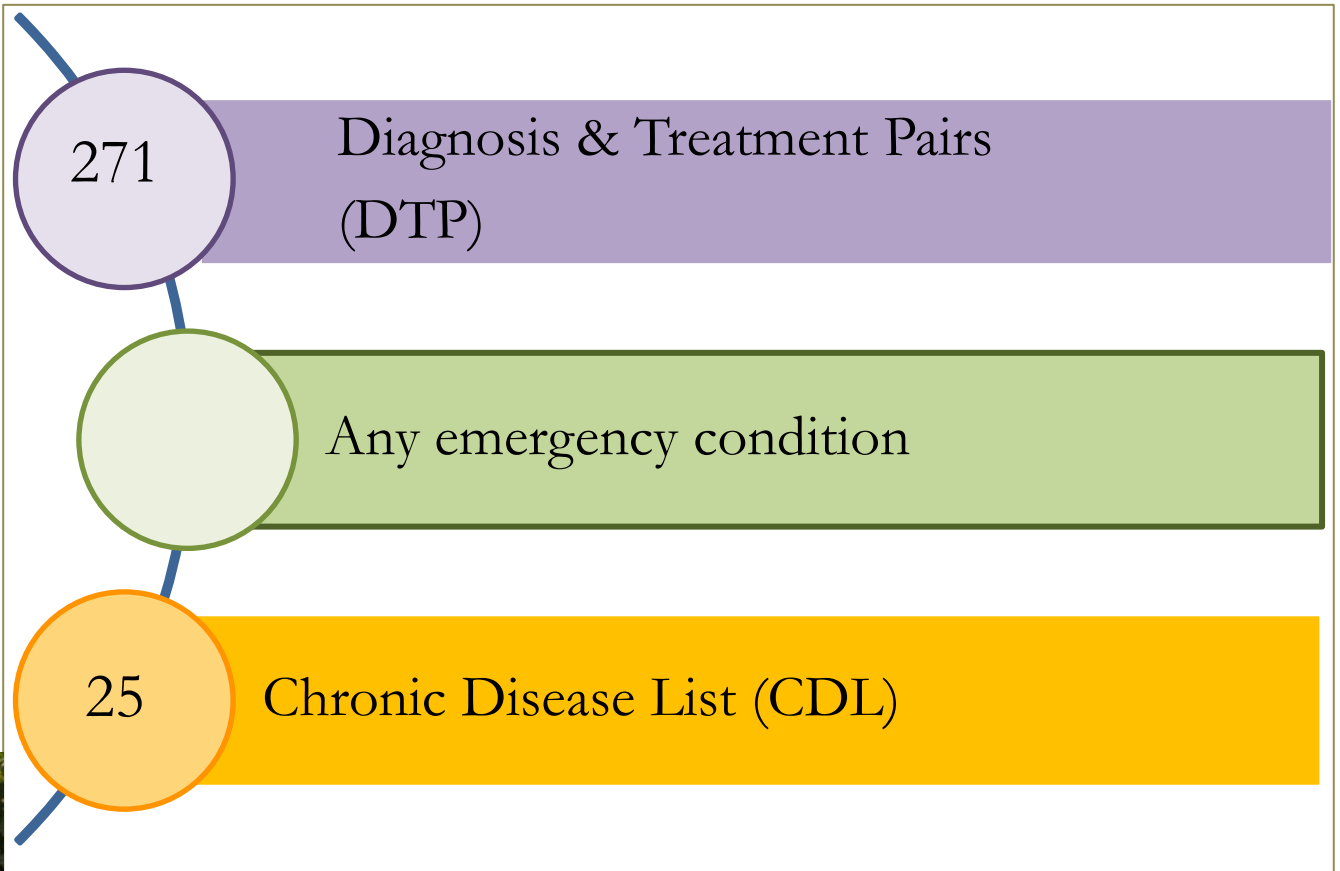 271
Diagnosis & Treatment Pairs
(DTP)
Any emergency condition
25
Chronic Disease List (CDL)